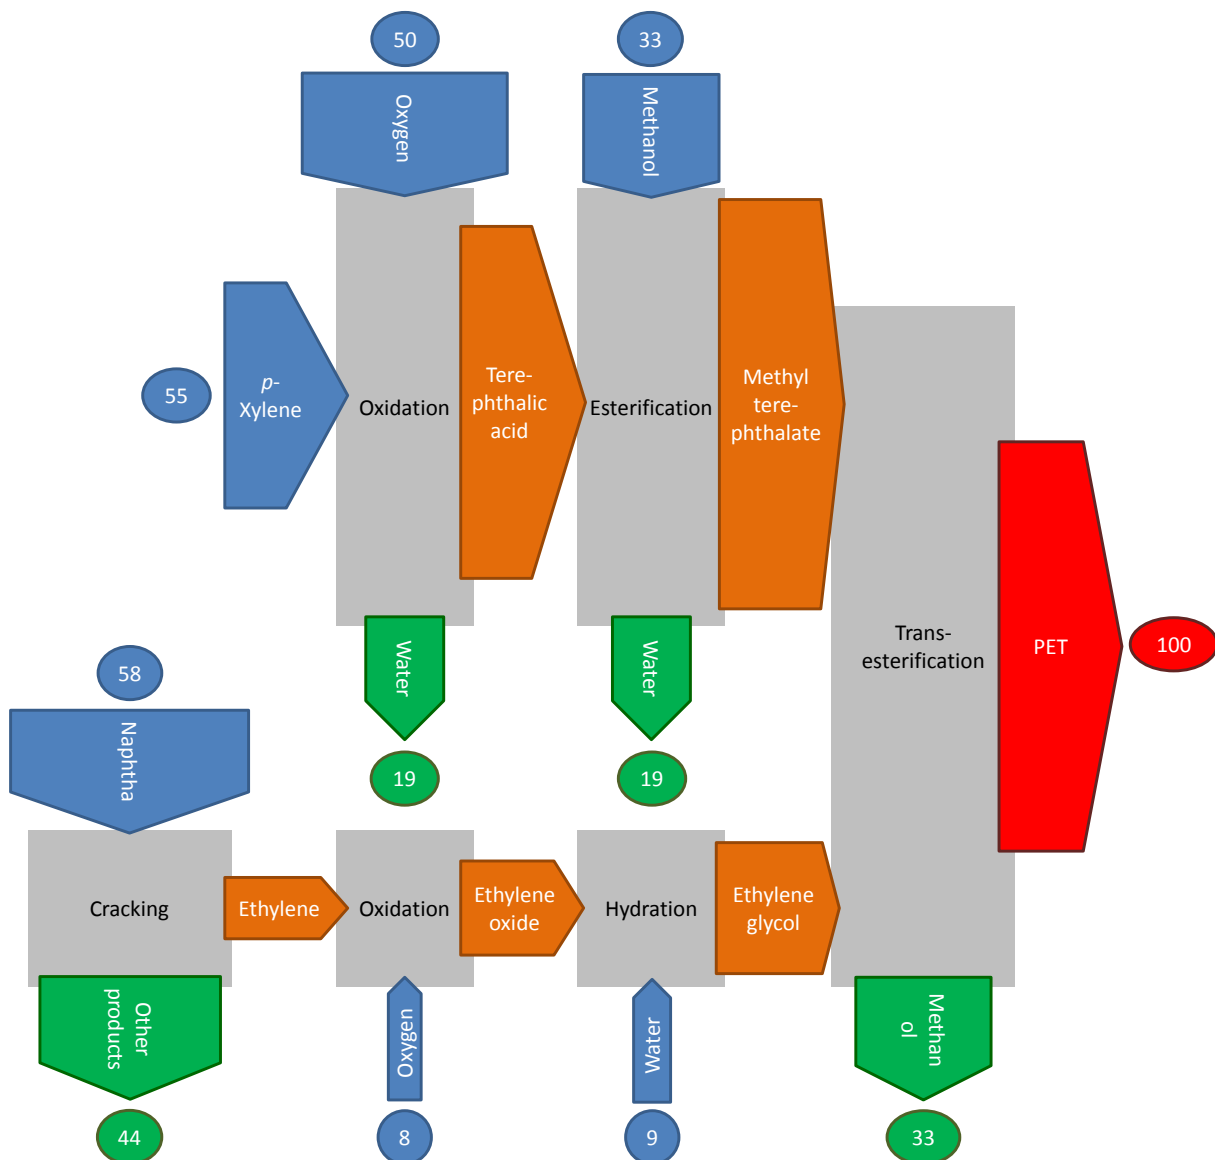 50
33
Oxygen
Methanol
55
p-
Xylene
Oxidation
Tere-
phthalic
acid
Esterification
Methyl
tere-
phthalate
Water
19
Water
19
Trans-
esterification
PET
100
58
Naphtha
Cracking
Ethylene
Oxidation
Ethylene
oxide
Hydration
Ethylene
glycol
Other
products
44
Oxygen
8
Water
9
Methan
ol
33